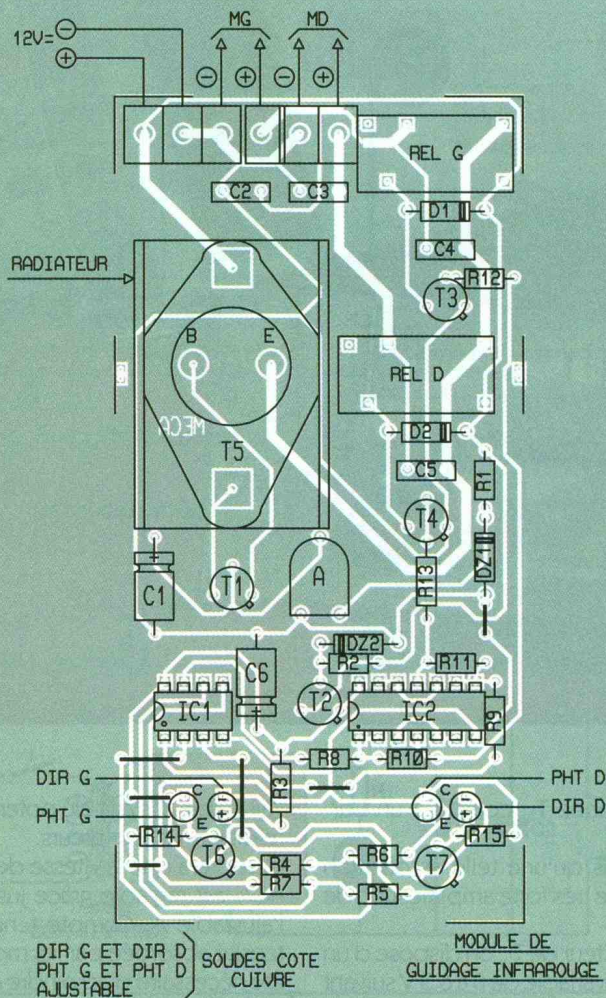 MG MD
12V=
REL G
C2 C3
D1
C4
RADIATEUR
R12
T3
B E
REL D
MECA
D2
T5
C5
R1
T4
DZ1
C1
T1
A
R13
DZ2
R2
R11
C6
T2
IC1
IC2
R9
R8
R10
R3
DIR G
PHT D
C
C
PHT G
DIR D
E
E
R14
R15
T6
R4
R6
T7
R7
R5
DIR G ET DIR D
PHT G ET PHT D
AJUSTABLE
SOUDES COTE
CUIVRE
MODULE DE
GUIDAGE INFRAROUGE